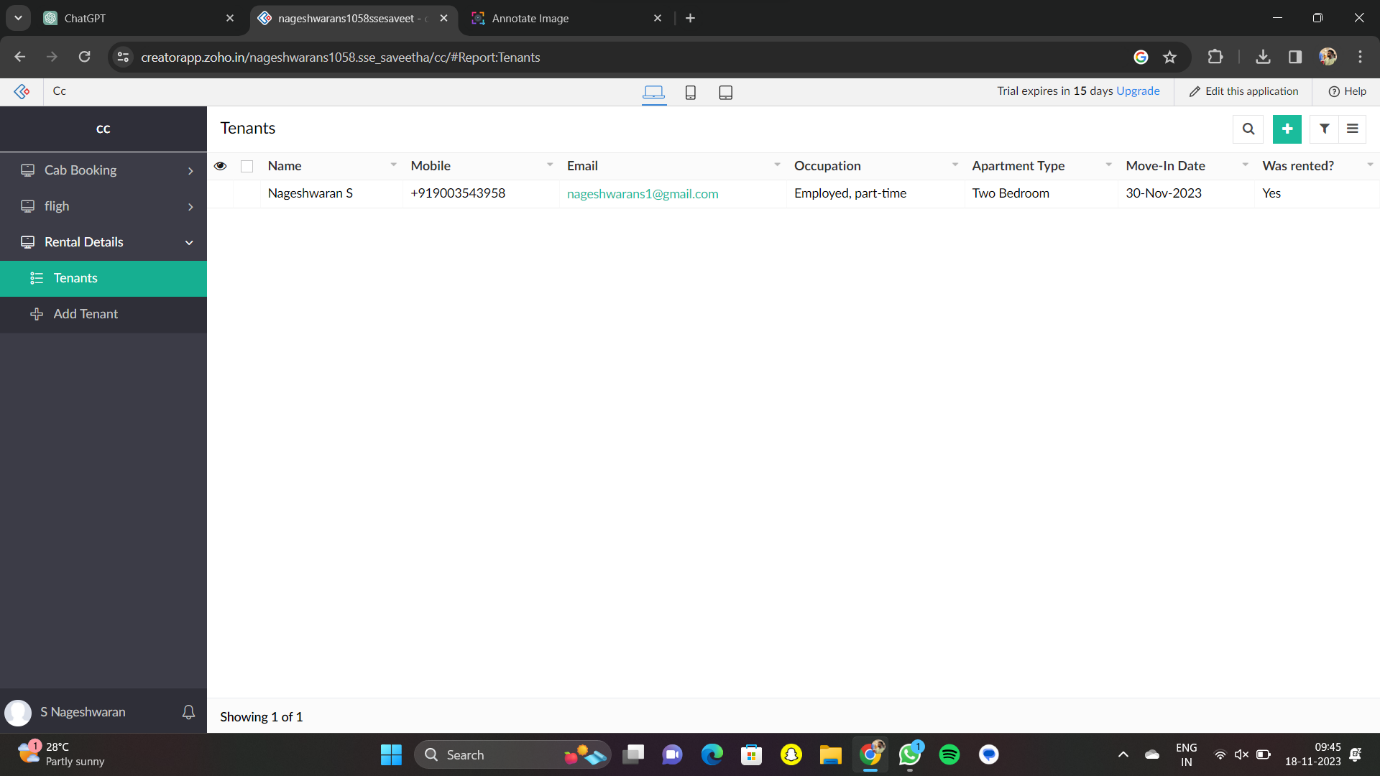 ChatGPT
nageshwarans1058ssesaveet - c
Annotate Image
creatorapp.zoho.in/nageshwarans1058.sse_saveetha/cc/#Report:Tenants
Cc
Trial expires in 15 days Upgrade
Edit this application
Help
CC
Cab Booking
fligh
Rental Details
Tenants
Add Tenant
S Nageshwaran
Tenants
Name Mobile Email Occupation Apartment Type Move-In Date Was rented?
Nageshwaran S +919003543958 nageshwarans1@gmail.com Employed, part-time Two Bedroom 30-Nov-2023 Yes
Showing 1 of 1
1
28°C
Partly sunny
Search
1
ENG
IN
09:45
18-11-2023